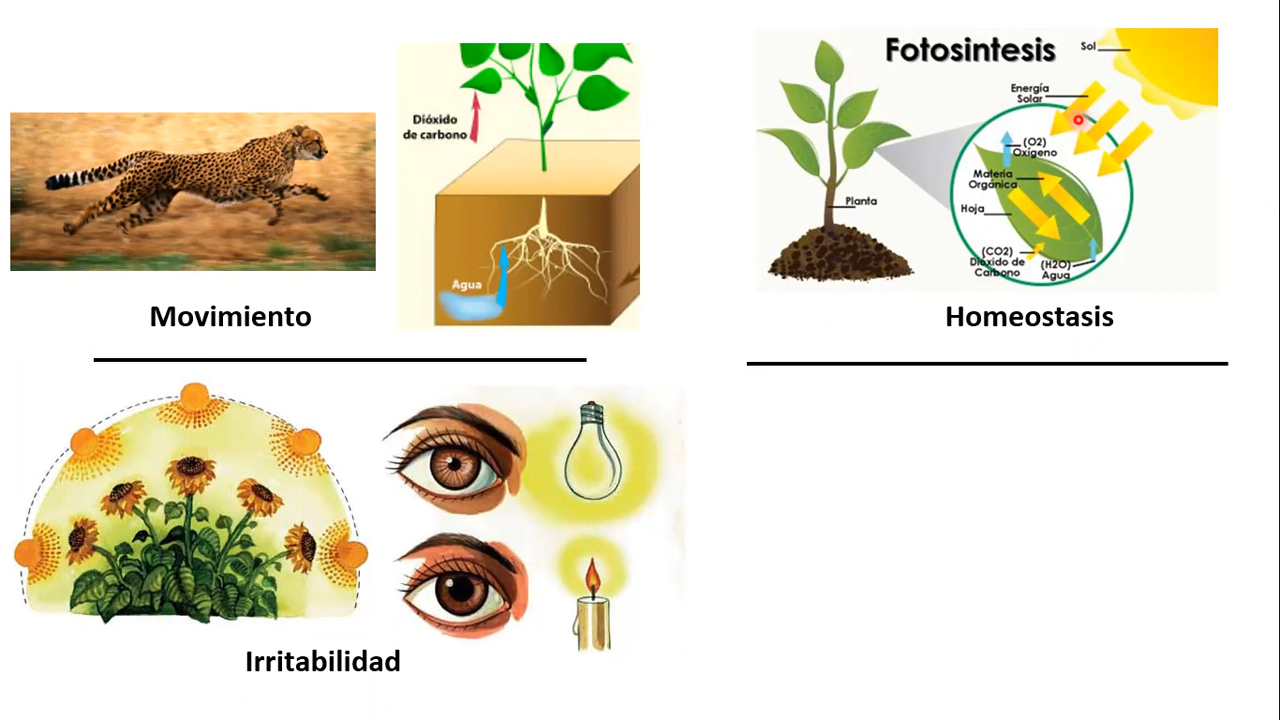 Dióxido
de carbono
Agua
Movimiento
Fotosintesis
Sol
Energía
Solar
(O2)
Oxígeno
Materia
Orgánica
Hoja
Planta
(CO2)
Dióxido de
Carbono
(H2O)
Agua
Homeostasis
Irritabilidad